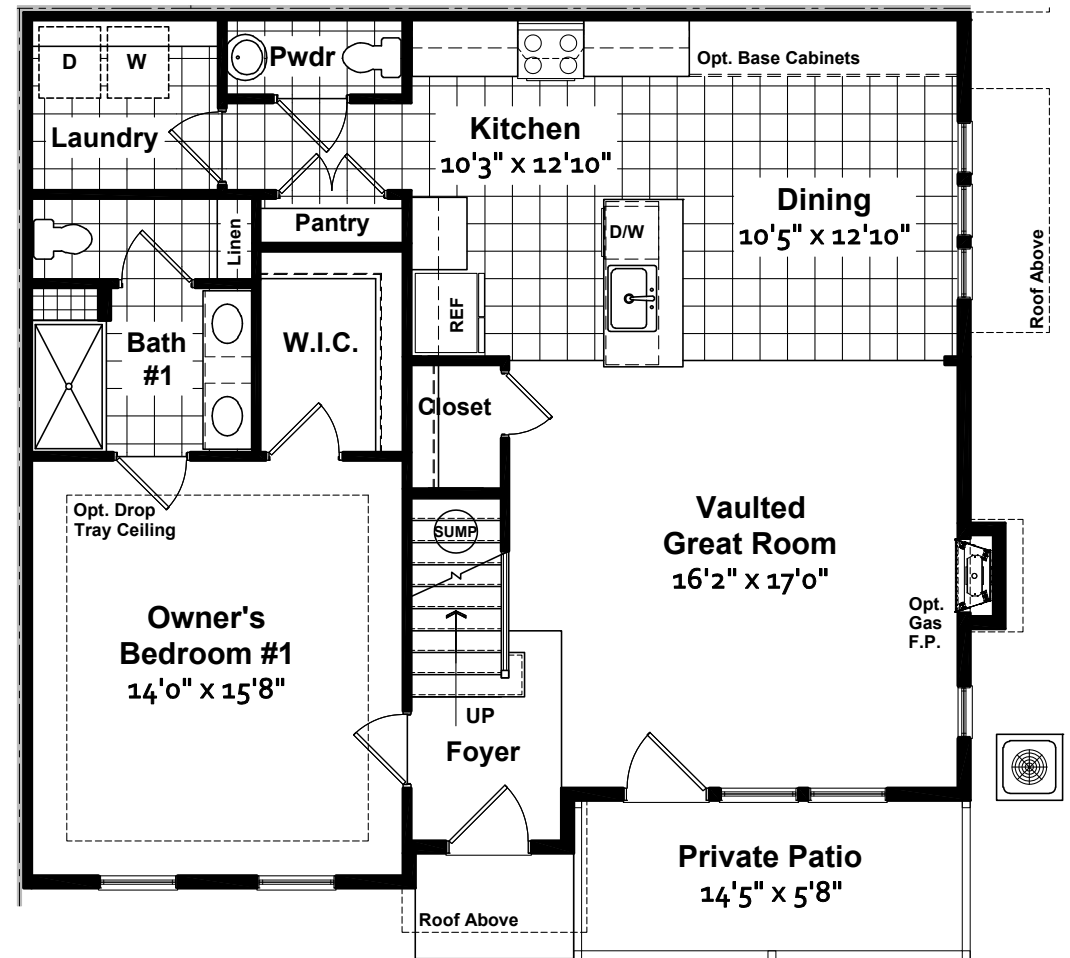 D
W
Pwdr
Opt. Base Cabinets
Laundry
Kitchen
10'3" x 12'10"
Dining
10'5" x 12'10"
Pantry
Linen
D/W
Roof Above
REF
Bath
#1
W.I.C.
Closet
Opt. Drop
Tray Ceiling
SUMP
Vaulted
Great Room
16'2" x 17'0"
Owner's
Bedroom #1
14'0" x 15'8"
Opt.
Gas
F.P.
UP
Foyer
Private Patio
14'5" x 5'8"
Roof Above